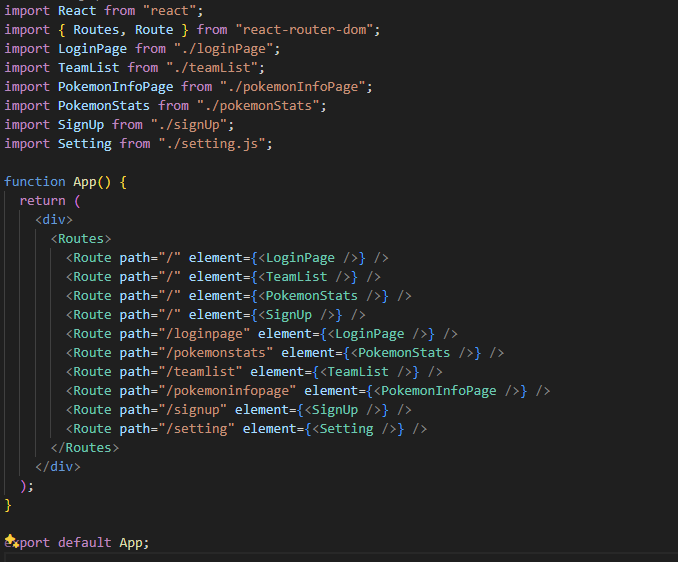 import React from "react";
import { Routes, Route } from "react-router-dom";
import LoginPage from "./loginPage";
import TeamList from "./teamList";
import PokemonInfoPage from "./pokemonInfoPage";
import PokemonStats from "./pokemonStats";
import SignUp from "./signUp";
import Setting from "./setting.js";
function App() {
return (
<div>
<Routes>
<Route path="/" element={<LoginPage />} />
<Route path="/" element={<TeamList />} />
<Route path="/" element={<PokemonStats />} />
<Route path="/" element={<SignUp />} />
<Route path="/loginpage" element={<LoginPage />} />
<Route path="/pokemonstats" element={<PokemonStats />} />
<Route path="/teamlist" element={<TeamList />} />
<Route path="/pokemoninfopage" element={<PokemonInfoPage />} />
<Route path="/signup" element={<SignUp />} />
<Route path="/setting" element={<Setting />} />
</Routes>
</div>
);
}
export default App;